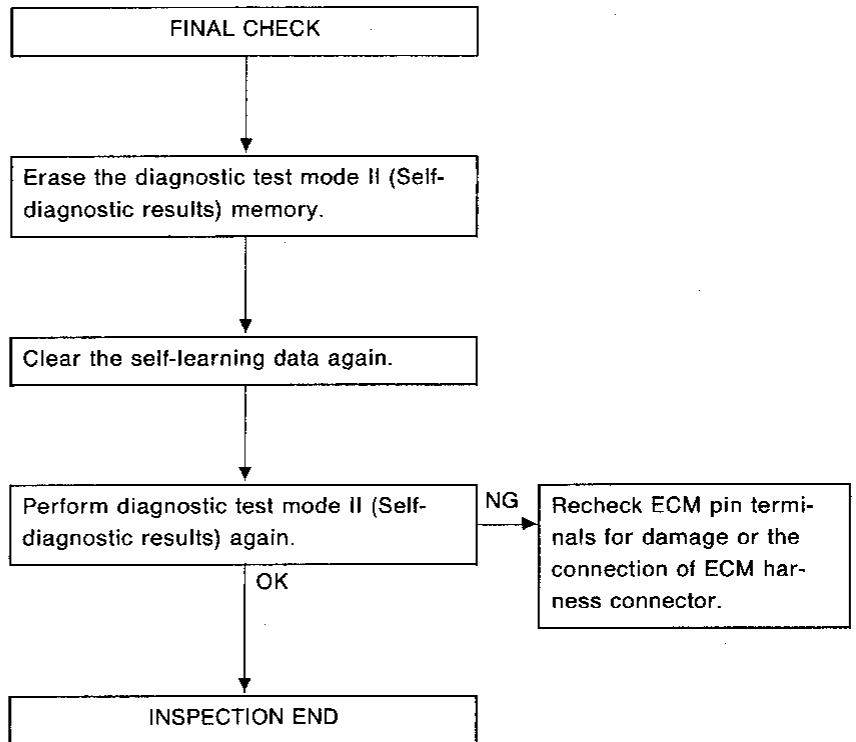 FINAL CHECK
Erase the diagnostic test mode II (Self-
diagnostic results) memory.
Clear the self-learning data again.
Perform diagnostic test mode II (Self-
diagnostic results) again.
NG
Recheck ECM pin termi-
nals for damage or the
connection of ECM har-
ness connector.
OK
INSPECTION END